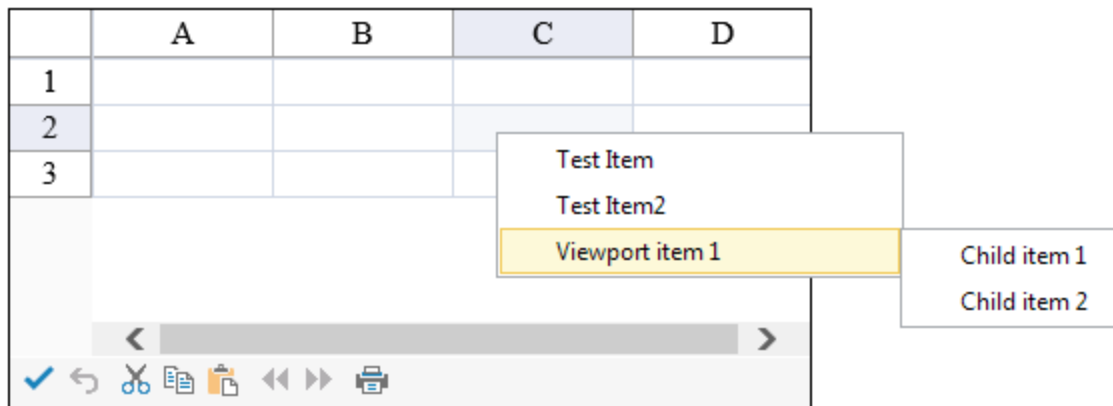 A B C D
1
2
3
Test Item
Test Item2
Viewport item 1
Child item 1
Child item 2